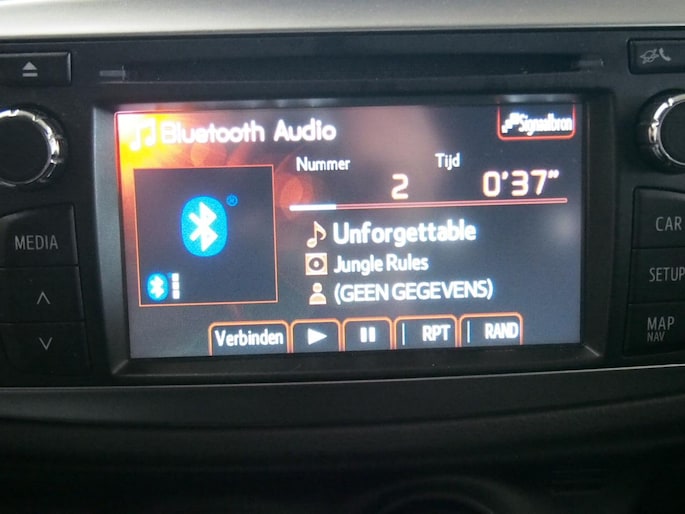 Bluetooth Audio
Signaalbron
Nummer
Tijd
2
0'37"
®
Unforgettable
Jungle Rules
(GEEN GEGEVENS)
Verbinden
RPT
RAND
MEDIA
CAR
SETUP
MAP
NAV